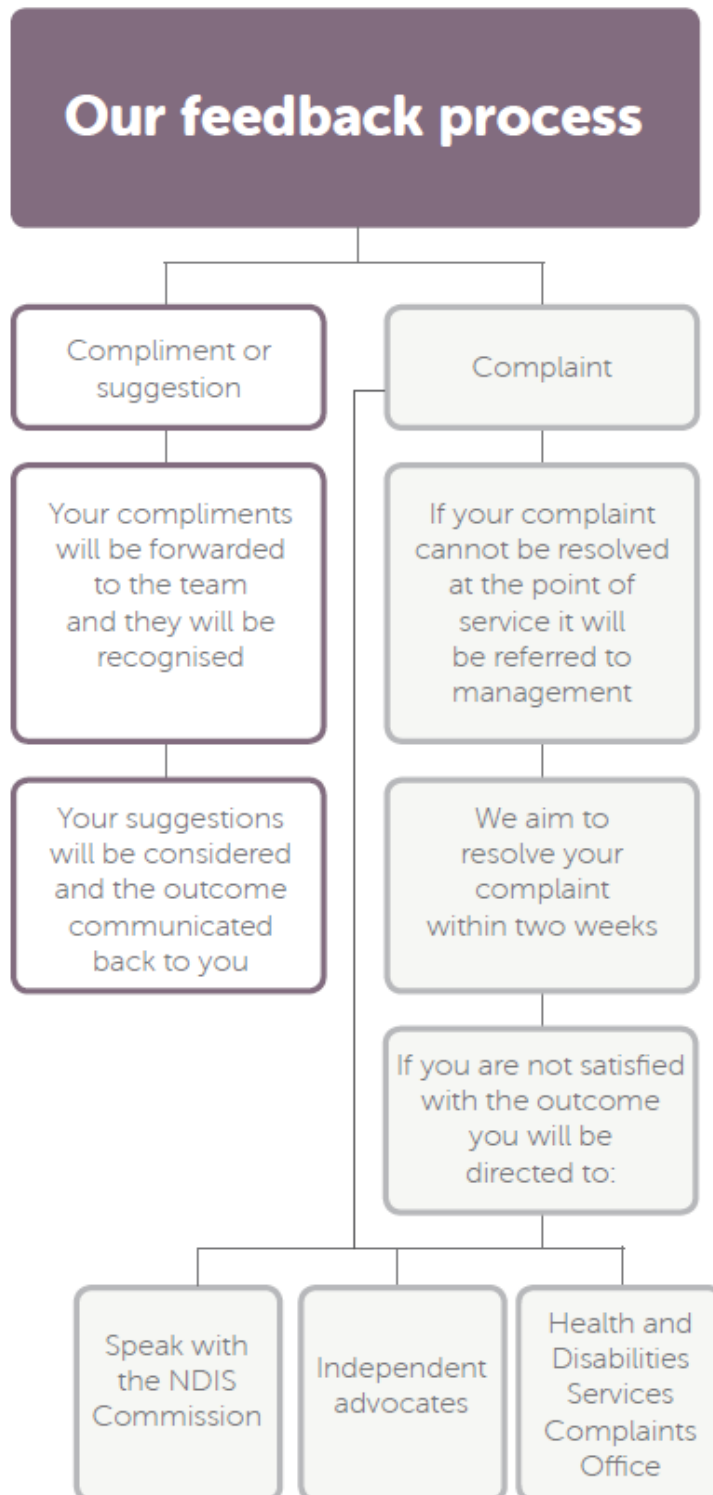 Our feedback process
Compliment or
suggestion
Your compliments
will be forwarded
to the team
and they will be
recognised
Your suggestions
will be considered
and the outcome
communicated
back to you
Complaint
If your complaint
cannot be resolved
at the point of
service it will
be referred to
management
We aim to
resolve your
complaint
within two weeks
If you are not satisfied
with the outcome
you will be
directed to:
Speak with
the NDIS
Commission
Independent
advocates
Health and
Disabilities
Services
Complaints
Office